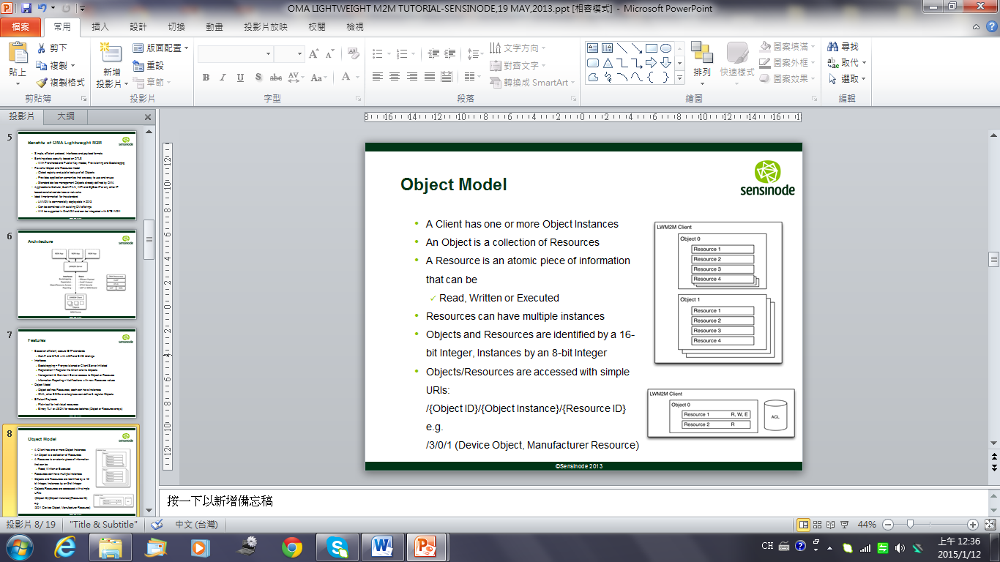 OMA LIGHTWEIGHT M2M TUTORIAL-SENSINODE,19 MAY,2013.ppt [相容模式] - Microsoft PowerPoint
檔案 常用 插入 設計 切換 動畫 投影片放映 校閱 檢視
貼上
剪下
複製
複製格式
剪貼簿
新增
投影片
版面配置
重設
章節
投影片
B I U S abc AV Aa A
字型
文字方向
對齊文字
轉換成 SmartArt
段落
排列
快速樣式
圖案填滿
圖案外框
圖案效果
繪圖
尋找
取代
選取
編輯
投影片 大綱
5
Benefits of OMA Lightweight M2M
sensinode
6
Architecture
7
Features
8
Object Model
Object Model
sensinode
A Client has one or more Object Instances
An Object is a collection of Resources
A Resource is an atomic piece of information
that can be
Read, Written or Executed
Resources can have multiple instances
Objects and Resources are identified by a 16-
bit Integer, Instances by an 8-bit Integer
Objects/Resources are accessed with simple
URIs:
/{Object ID}/{Object Instance}/{Resource ID}
e.g.
/3/0/1 (Device Object, Manufacturer Resource)
LWM2M Client
Object 0
Resource 1
Resource 2
Resource 3
Resource 4
Object 1
Resource 1
Resource 2
Resource 3
Resource 4
LWM2M Client
Object 0
Resource 1 R, W, E
Resource 2 R
ACL
©Sensinode 2013
按一下以新增備忘稿
投影片 8/ 19 "Title & Subtitle" 中文 (台灣) 44%
CH
上午 12:36
2015/1/12